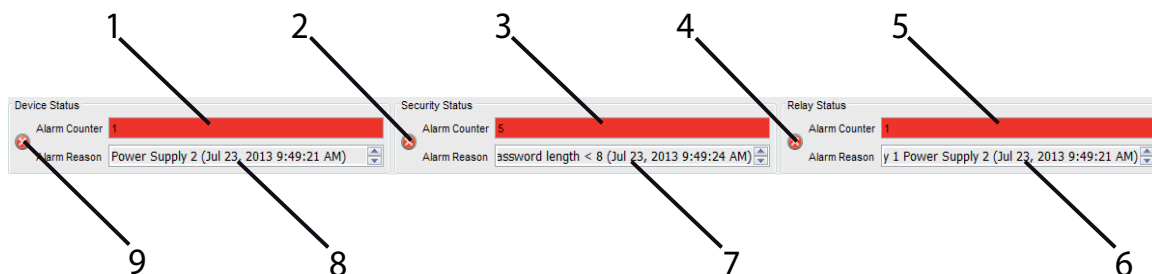 1 2 3 4 5
Device Status Security Status Relay Status
Alarm Counter 1 Alarm Counter 5 Alarm Counter 1
Alarm Reason Power Supply 2 (Jul 23, 2013 9:49:21 AM) Alarm Reason assword length < 8 (Jul 23, 2013 9:49:24 AM) Alarm Reason y 1 Power Supply 2 (Jul 23, 2013 9:49:21 AM)
9 8 7 6